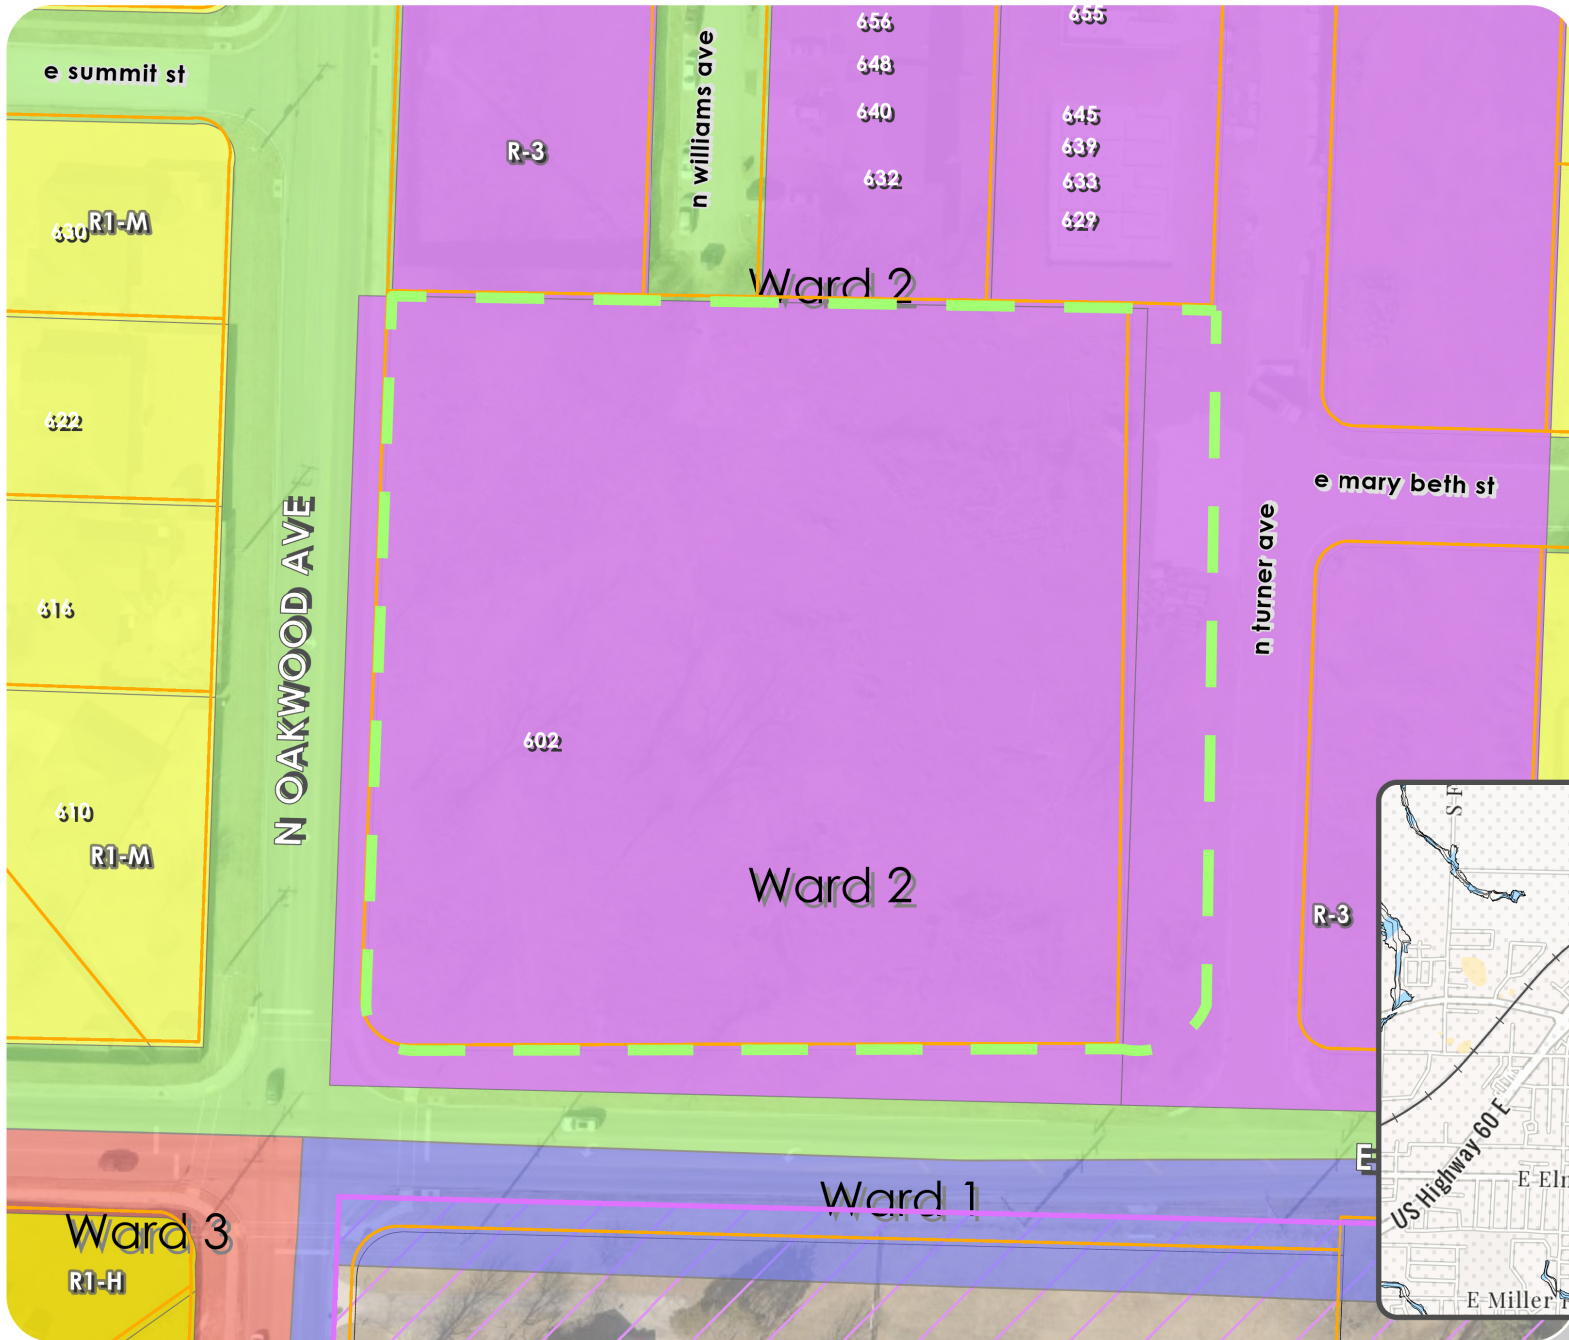 e summit st
n williams ave
656
648
640
632
655
645
639
633
629
R-3
R1-M
630
Ward 2
622
616
N OAKWOOD AVE
e mary beth st
n turner ave
602
610
R1-M
Ward 2
R-3
Ward 1
Ward 3
R1-H
US Highway 60 E
E Miller